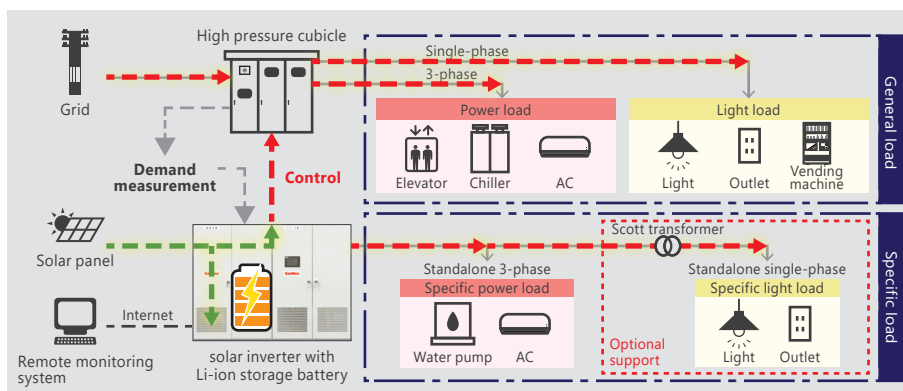 High pressure cubicle
Grid
Single-phase
3-phase
Power load
Elevator
Chiller
AC
Light load
Light
Outlet
Vending
machine
General load
Demand
measurement
Control
Solar panel
Internet
Remote monitoring
system
solar inverter with
Li-ion storage battery
Scott transformer
Standalone 3-phase
Specific power load
Water pump
AC
Standalone single-phase
Specific light load
Light
Outlet
Optional
support
Specific load